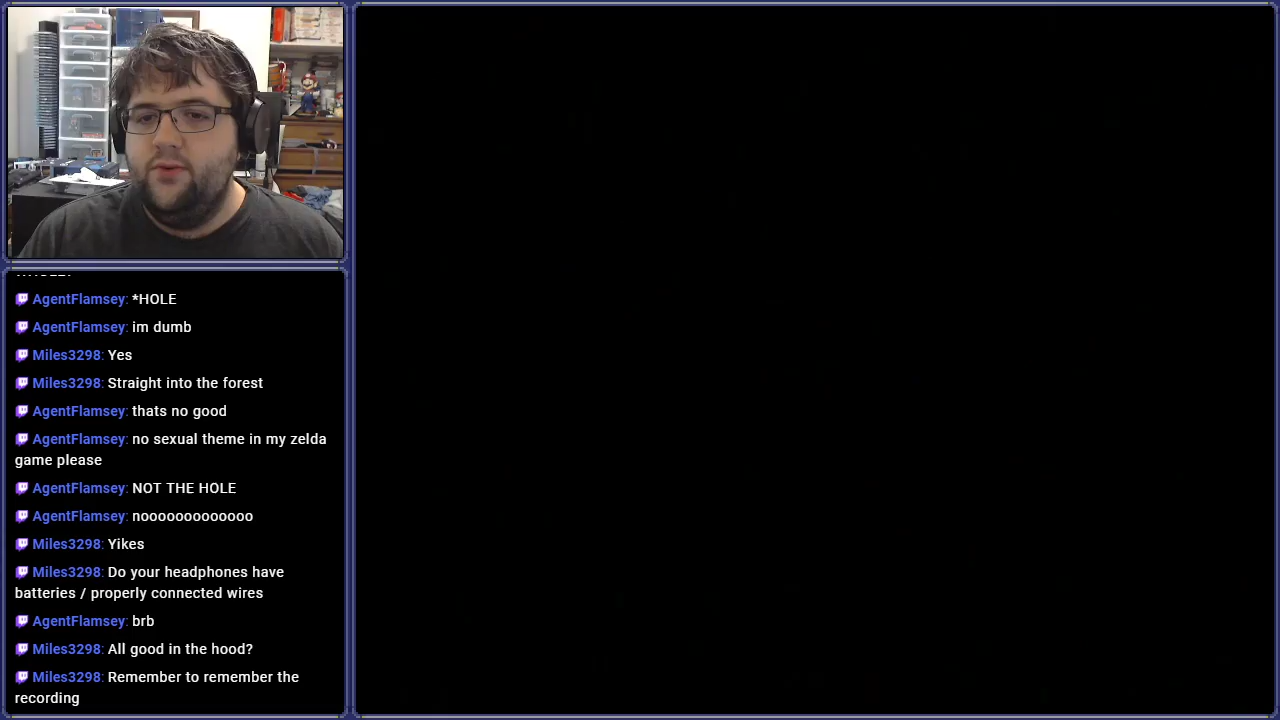 AgentFlamsey: *HOLE
AgentFlamsey: im dumb
Miles3298: Yes
Miles3298: Straight into the forest
AgentFlamsey: thats no good
AgentFlamsey: no sexual theme in my zelda
game please
AgentFlamsey: NOT THE HOLE
AgentFlamsey: nooooooooooooo
Miles3298: Yikes
Miles3298: Do your headphones have
batteries / properly connected wires
AgentFlamsey: brb
Miles3298: All good in the hood?
Miles3298: Remember to remember the
recording